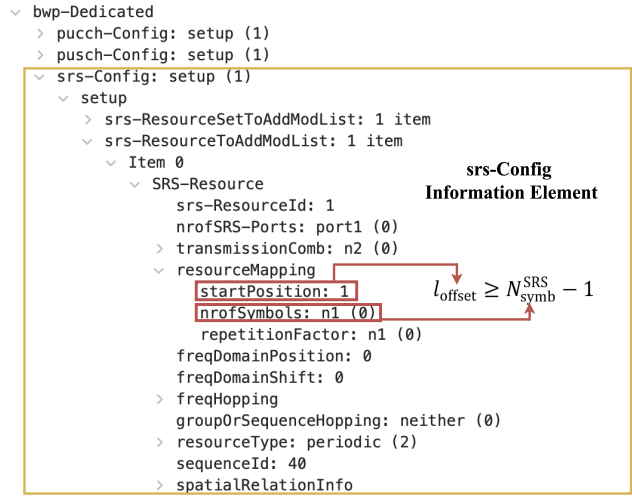 bwp-Dedicated
pucch-Config: setup (1)
pusch-Config: setup (1)
srs-Config: setup (1)
setup
srs-ResourceSetToAddModList: 1 item
srs-ResourceToAddModList: 1 item
Item 0
SRS-Resource
srs-Config
Information Element
srs-ResourceId: 1
nrofSRS-Ports: port1 (0)
transmissionComb: n2 (0)
resourceMapping
startPosition: 1
l_offset ≥ N_symb^SRS − 1
nrofSymbols: n1 (0)
repetitionFactor: n1 (0)
freqDomainPosition: 0
freqDomainShift: 0
freqHopping
groupOrSequenceHopping: neither (0)
resourceType: periodic (2)
sequenceId: 40
spatialRelationInfo